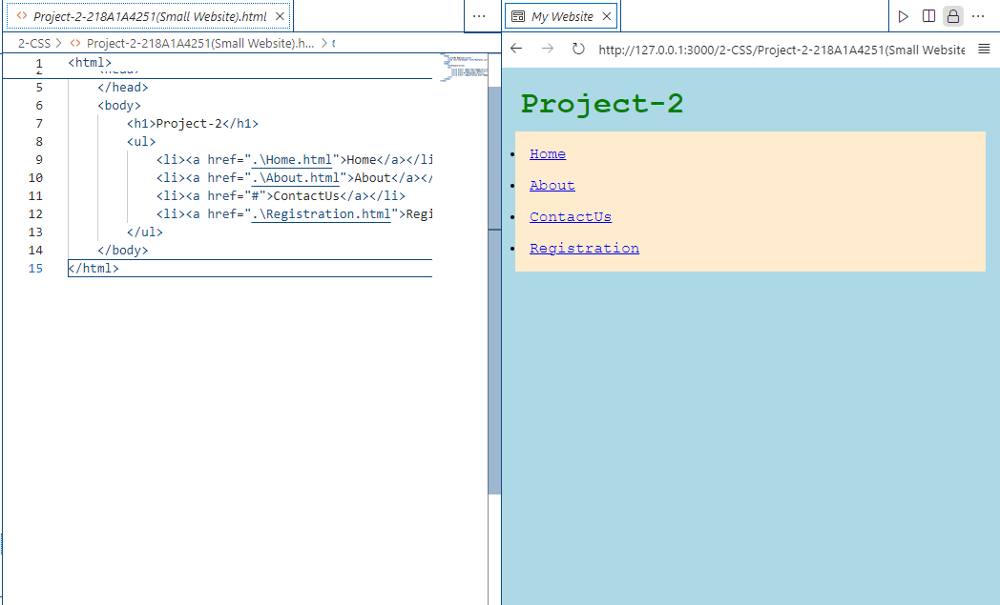 <> Project-2-218A1A4251(Small Website).html ×
2-CSS > <> Project-2-218A1A4251(Small Website).h... > t
1 <html>
2 <head>
5 </head>
6 <body>
7 <h1>Project-2</h1>
8 <ul>
9 <li><a href=".\Home.html">Home</a></li
10 <li><a href=".\About.html">About</a></
11 <li><a href="#">ContactUs</a></li>
12 <li><a href=".\Registration.html">Regi
13 </ul>
14 </body>
15 </html>
My Website ×
http://127.0.0.1:3000/2-CSS/Project-2-218A1A4251(Small Website
Project-2
Home
About
ContactUs
Registration